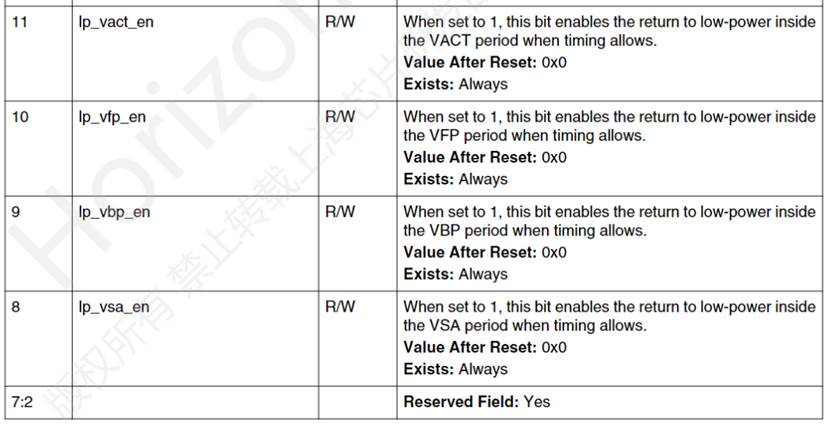 11 lp_vact_en R/W When set to 1, this bit enables the return to low-power inside
the VACT period when timing allows.
Value After Reset: 0x0
Exists: Always
10 lp_vfp_en R/W When set to 1, this bit enables the return to low-power inside
the VFP period when timing allows.
Value After Reset: 0x0
Exists: Always
9 lp_vbp_en R/W When set to 1, this bit enables the return to low-power inside
the VBP period when timing allows.
Value After Reset: 0x0
Exists: Always
8 lp_vsa_en R/W When set to 1, this bit enables the return to low-power inside
the VSA period when timing allows.
Value After Reset: 0x0
Exists: Always
7:2 Reserved Field: Yes
Horizon
版权所有 禁止转载上海芯片